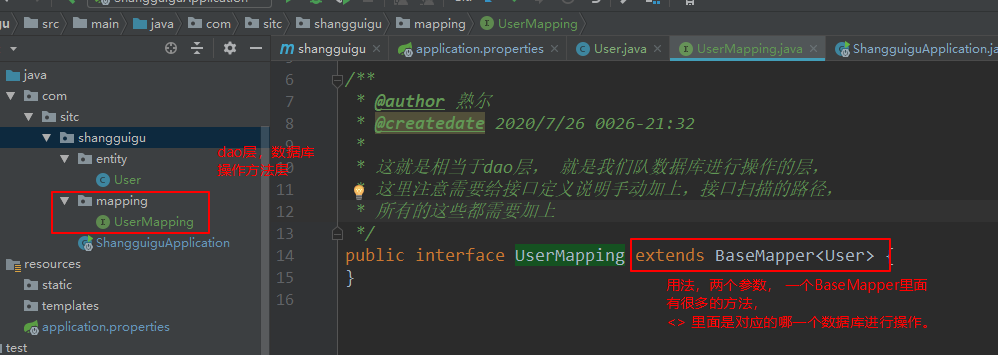 ShangguiguApplication
gu
src
main
java
com
sitc
shangguigu
mapping
UserMapping
shangguigu
application.properties
User.java
UserMapping.java
ShangguiguApplication.ja
java
com
sitc
shangguigu
entity
User
mapping
UserMapping
ShangguiguApplication
resources
static
templates
application.properties
test
dao层，数据库
操作方法层
6 /**
7 * @author 熟尔
8 * @createdate 2020/7/26 0026-21:32
9 *
10 * 这就是相当于dao层， 就是我们队数据库进行操作的层，
11 * 这里注意需要给接口定义说明手动加上，接口扫描的路径，
12 * 所有的这些都需要加上
13 */
14 public interface UserMapping extends BaseMapper<User> {
15 }
16
用法，两个参数， 一个BaseMapper里面
有很多的方法，
<> 里面是对应的哪一个数据库进行操作。